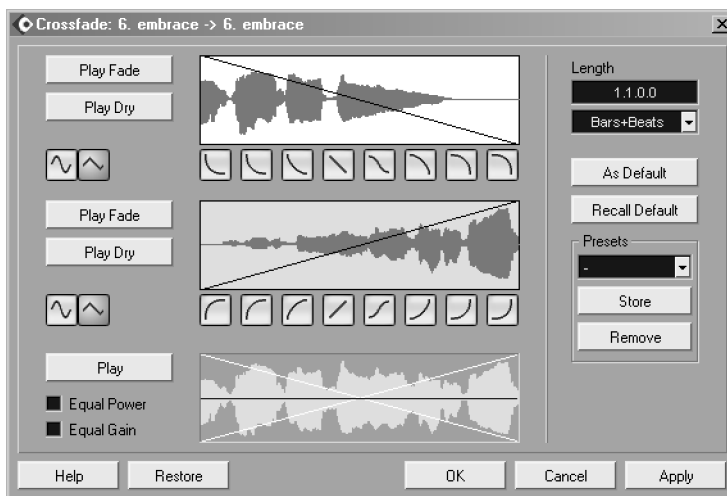 Crossfade: 6. embrace -> 6. embrace
Play Fade
Play Dry
Play Fade
Play Dry
Play
Equal Power
Equal Gain
Length
1.1.0.0
Bars+Beats
As Default
Recall Default
Presets
-
Store
Remove
Help
Restore
OK
Cancel
Apply